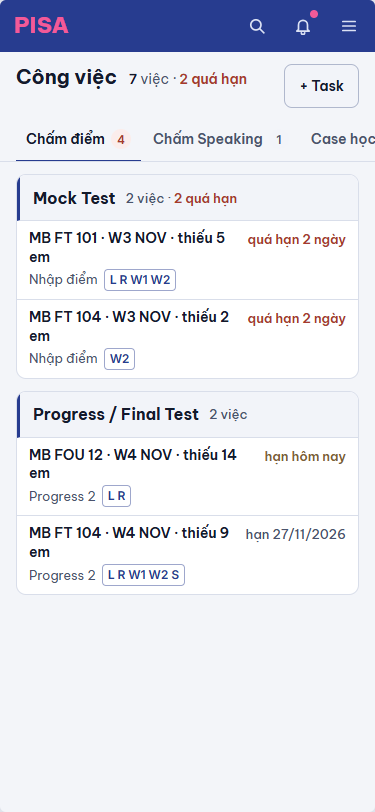 PISA
Công việc 7 việc · 2 quá hạn
+ Task
Chấm điểm 4 Chấm Speaking 1 Case học
Mock Test 2 việc · 2 quá hạn
MB FT 101 · W3 NOV · thiếu 5 em
quá hạn 2 ngày
Nhập điểm L R W1 W2
MB FT 104 · W3 NOV · thiếu 2 em
quá hạn 2 ngày
Nhập điểm W2
Progress / Final Test 2 việc
MB FOU 12 · W4 NOV · thiếu 14 em
hạn hôm nay
Progress 2 L R
MB FT 104 · W4 NOV · thiếu 9 em
hạn 27/11/2026
Progress 2 L R W1 W2 S